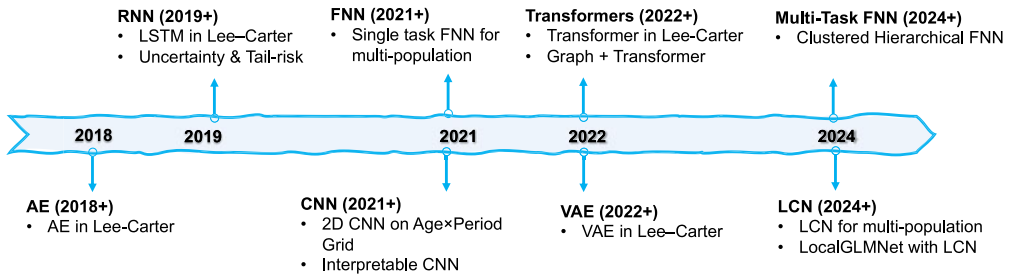 RNN (2019+)
• LSTM in Lee–Carter
• Uncertainty & Tail-risk
FNN (2021+)
• Single task FNN for
multi-population
Transformers (2022+)
• Transformer in Lee-Carter
• Graph + Transformer
Multi-Task FNN (2024+)
• Clustered Hierarchical FNN
2018
2019
2021
2022
2024
AE (2018+)
• AE in Lee-Carter
CNN (2021+)
• 2D CNN on Age×Period
Grid
• Interpretable CNN
VAE (2022+)
• VAE in Lee–Carter
LCN (2024+)
• LCN for multi-population
• LocalGLMNet with LCN